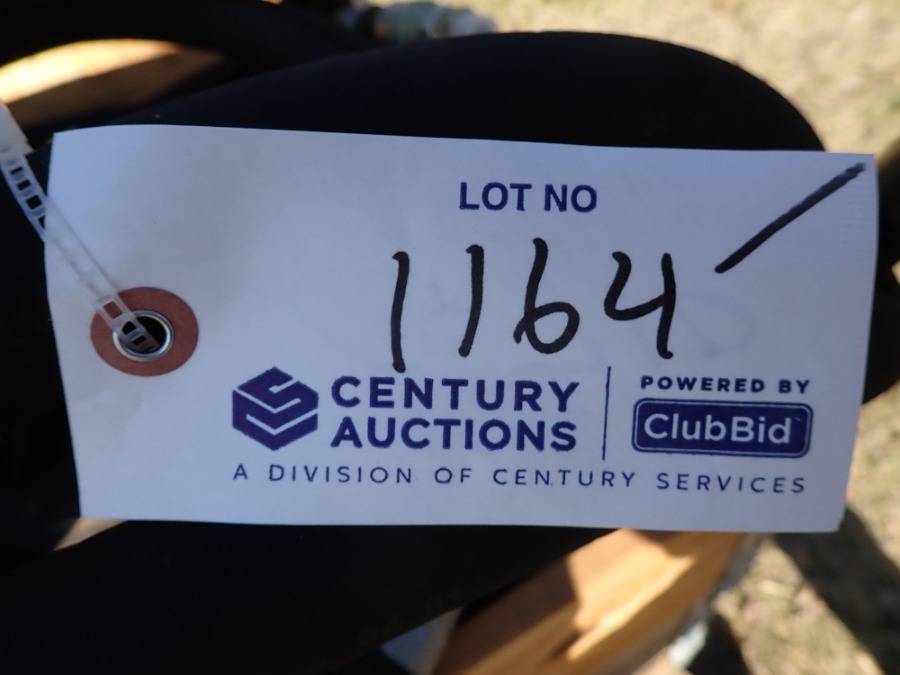 LOT NO
1164
CENTURY
AUCTIONS
POWERED BY
ClubBid
A DIVISION OF CENTURY SERVICES